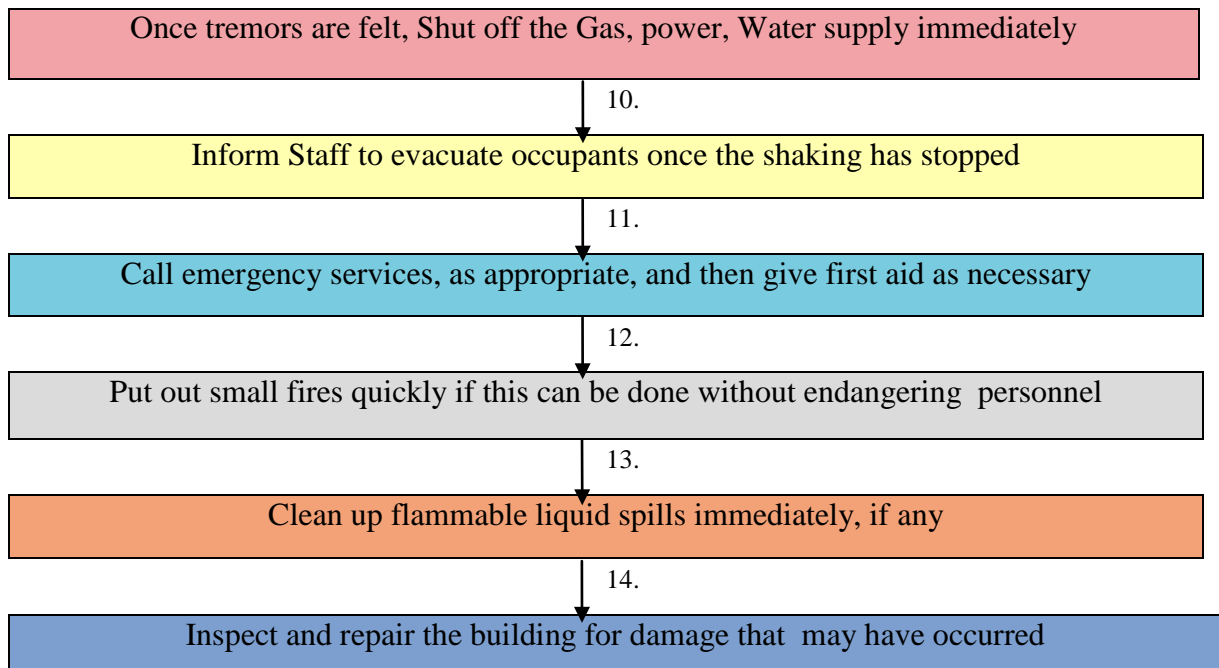 Once tremors are felt, Shut off the Gas, power, Water supply immediately
10.
Inform Staff to evacuate occupants once the shaking has stopped
11.
Call emergency services, as appropriate, and then give first aid as necessary
12.
Put out small fires quickly if this can be done without endangering personnel
13.
Clean up flammable liquid spills immediately, if any
14.
Inspect and repair the building for damage that may have occurred